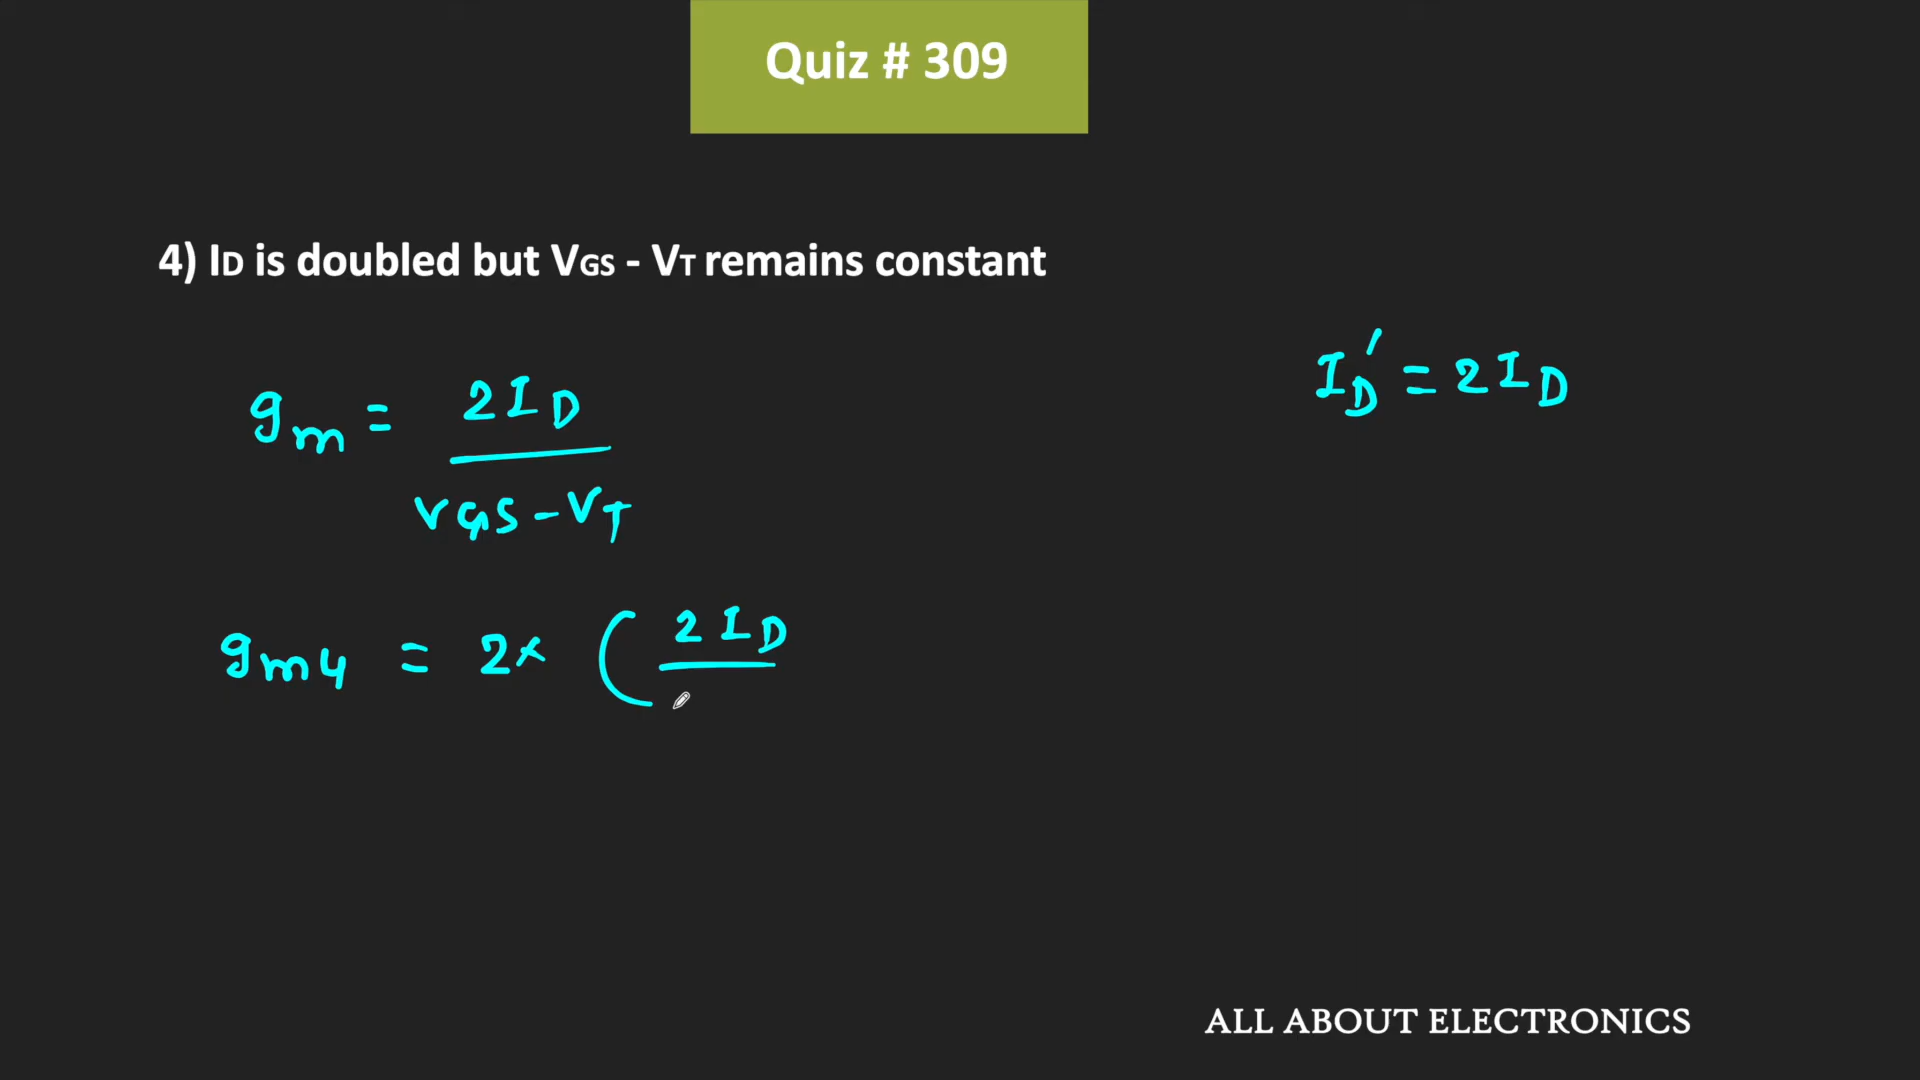 Quiz # 309
4) ID is doubled but VGS - VT remains constant
gm = 2ID / VGS - VT
ID' = 2ID
gm4 = 2× ( 2ID
ALL ABOUT ELECTRONICS